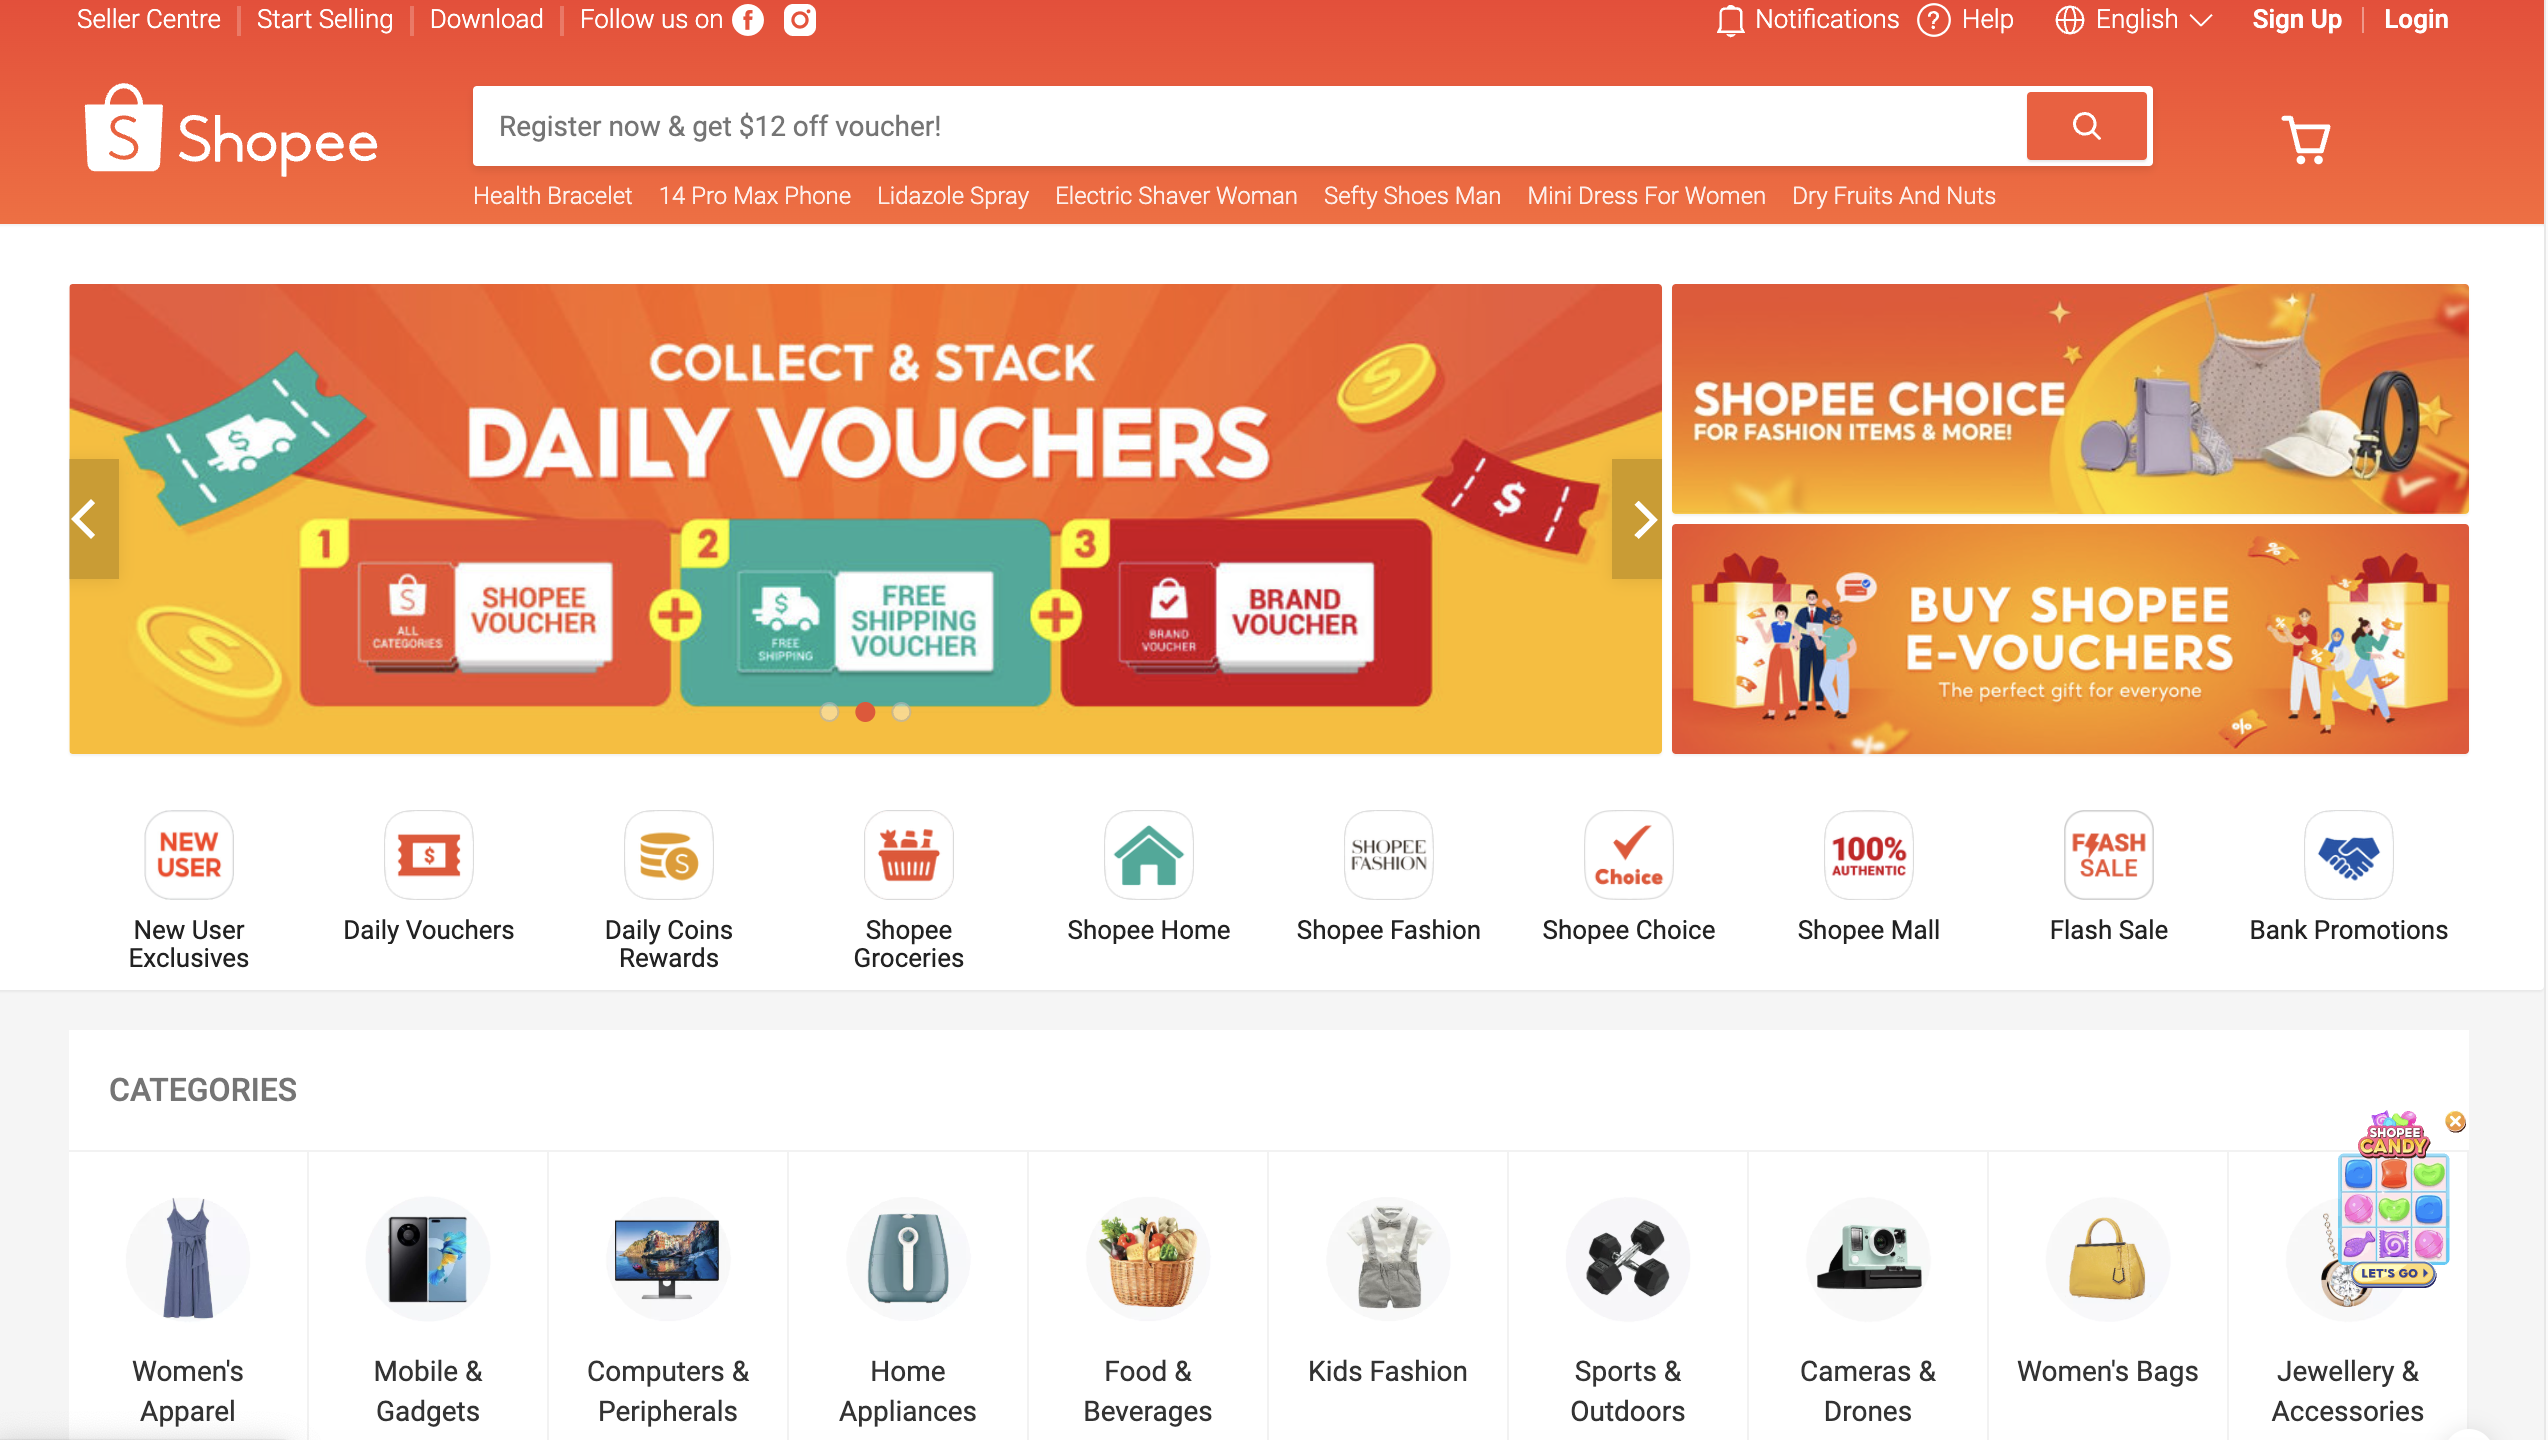 Seller Centre
Start Selling
Download
Follow us on
Notifications
Help
English
Sign Up
Login
S Shopee
Register now & get $12 off voucher!
Health Bracelet
14 Pro Max Phone
Lidazole Spray
Electric Shaver Woman
Sefty Shoes Man
Mini Dress For Women
Dry Fruits And Nuts
COLLECT & STACK
DAILY VOUCHERS
$
S
$
S
1
S
ALL
CATEGORIES
SHOPEE
VOUCHER
+
2
$
FREE
SHIPPING
FREE
SHIPPING
VOUCHER
+
3
BRAND
VOUCHER
BRAND
VOUCHER
SHOPEE CHOICE
FOR FASHION ITEMS & MORE!
BUY SHOPEE
E-VOUCHERS
The perfect gift for everyone
NEW
USER
New User
Exclusives
$
Daily Vouchers
S
Daily Coins
Rewards
Shopee
Groceries
Shopee Home
SHOPEE
FASHION
Shopee Fashion
Choice
Shopee Choice
100%
AUTHENTIC
Shopee Mall
FLASH
SALE
Flash Sale
Bank Promotions
CATEGORIES
SHOPEE
CANDY
LET'S GO
Women's
Apparel
Mobile &
Gadgets
Computers &
Peripherals
Home
Appliances
Food &
Beverages
Kids Fashion
Sports &
Outdoors
Cameras &
Drones
Women's Bags
Jewellery &
Accessories